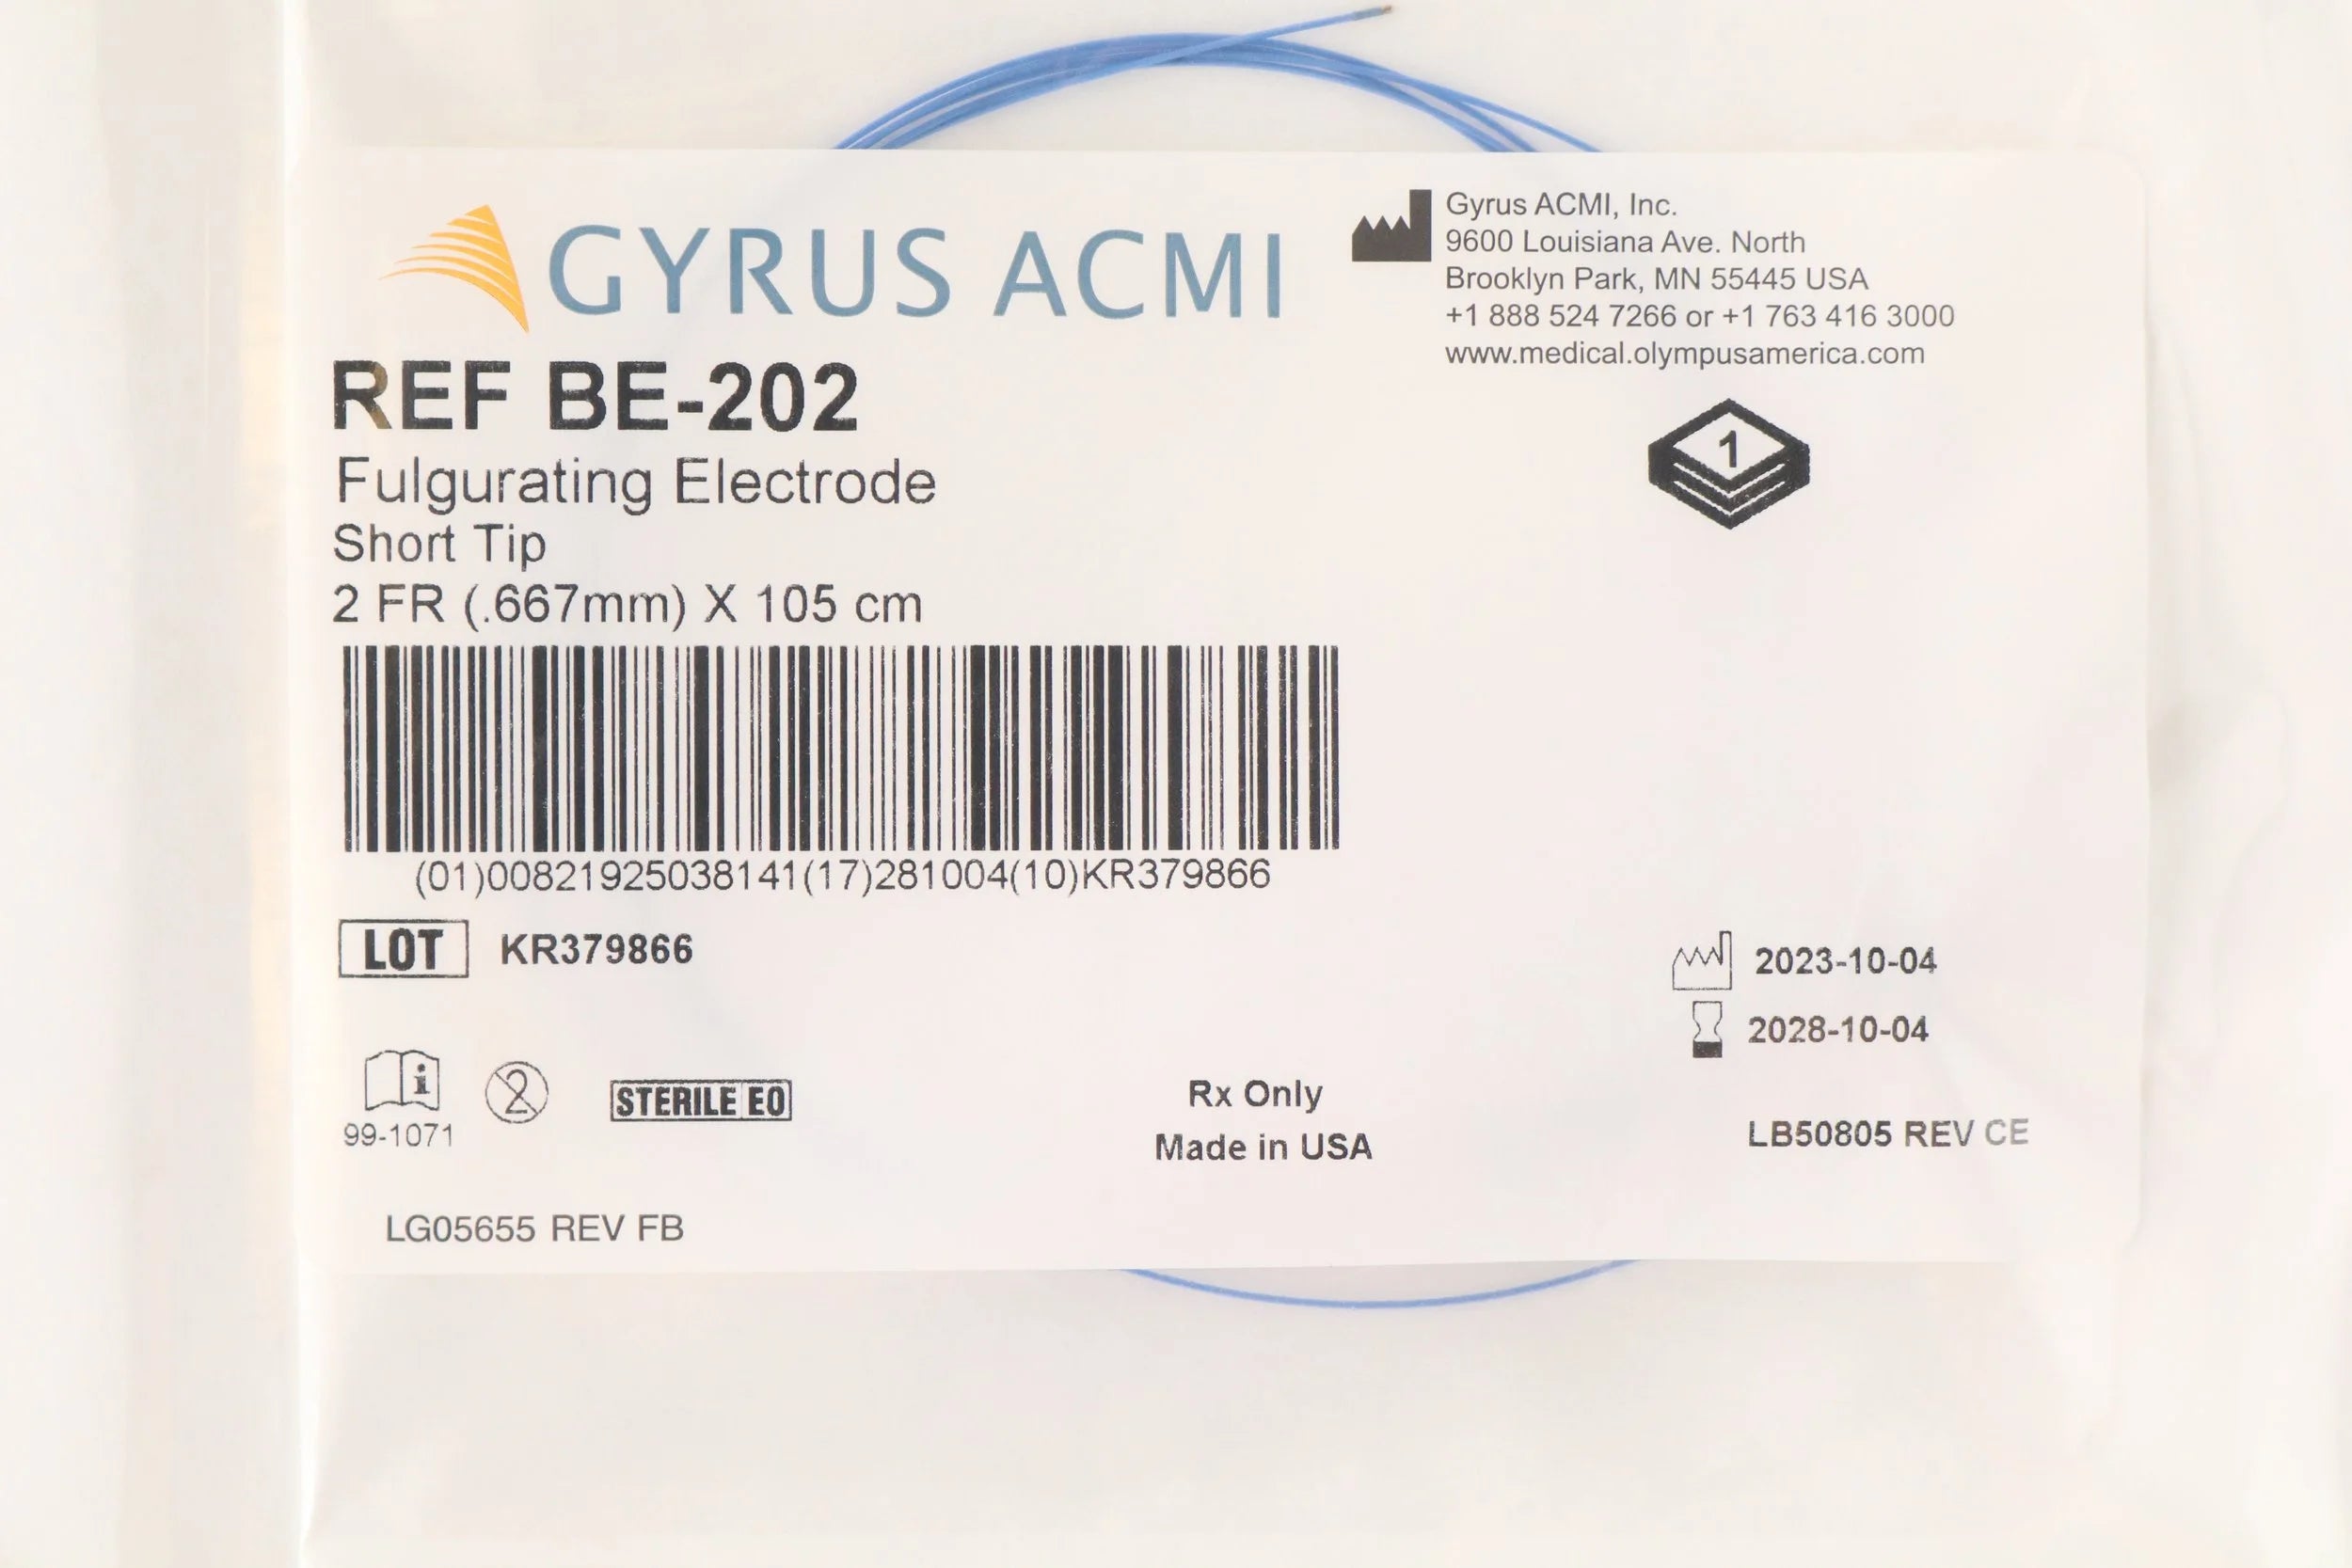 GYRUS ACMI
Gyrus ACMI, Inc.
9600 Louisiana Ave. North
Brooklyn Park, MN 55445 USA
+1 888 524 7266 or +1 763 416 3000
www.medical.olympusamerica.com
REF BE-202
1
Fulgurating Electrode
Short Tip
2 FR (.667mm) X 105 cm
(01)00821925038141(17)281004(10)KR379866
LOT KR379866
2023-10-04
2028-10-04
i
99-1071
2
STERILE EO
Rx Only
Made in USA
LB50805 REV CE
LG05655 REV FB